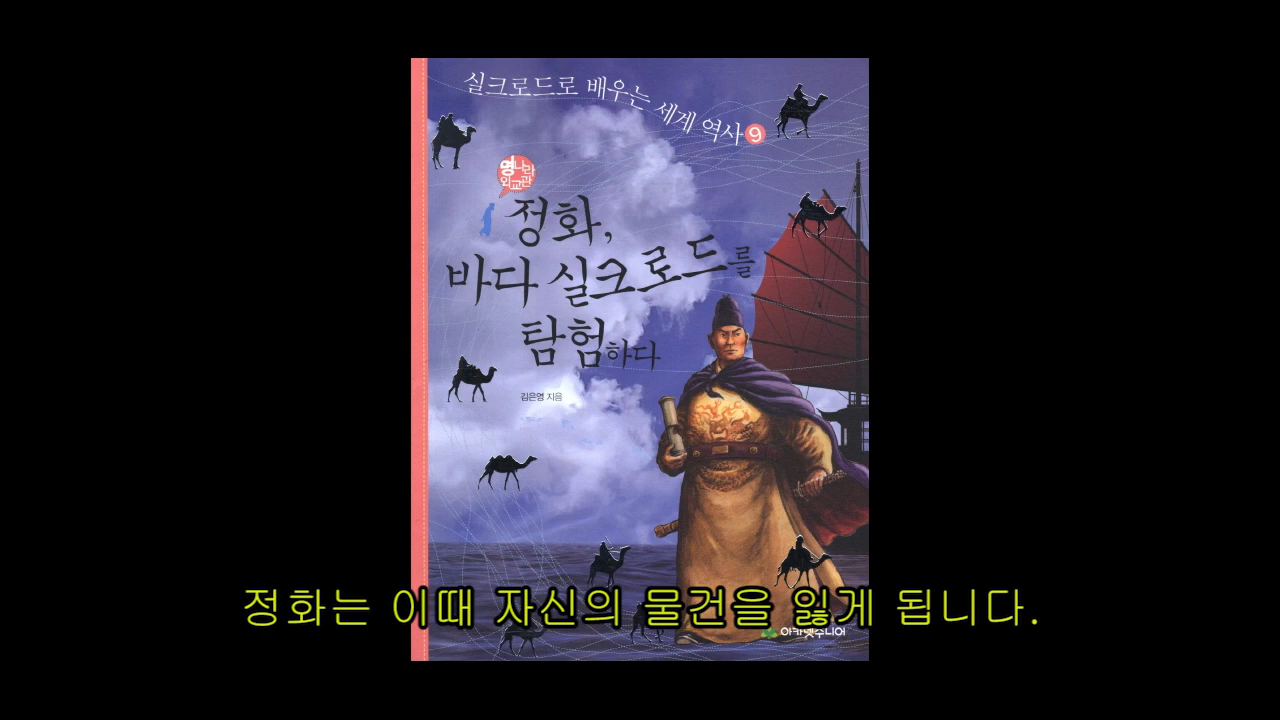 실크로드로 배우는 세계 역사 9
명나라
외교관
정화,
바다 실크로드를
탐험하다
김은영 지음
정화는 이때 자신의 물건을 잃게 됩니다.
아카넷주니어